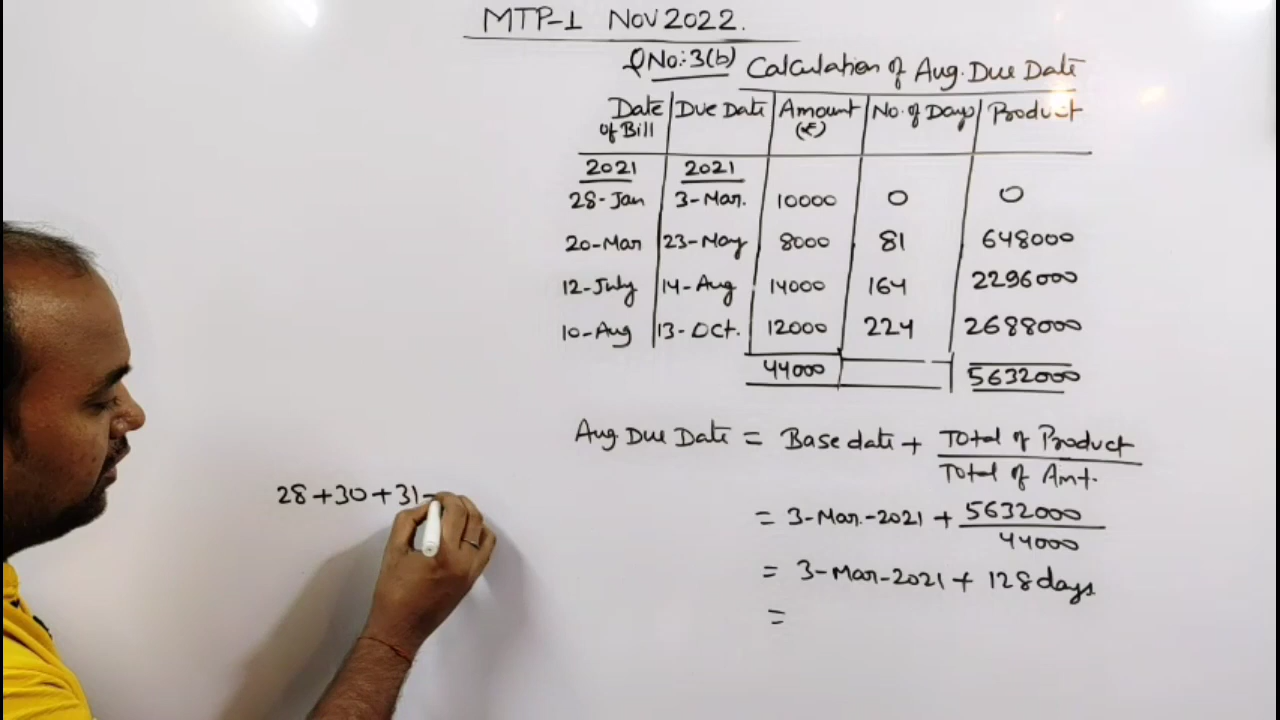 MTP-1 Nov 2022.
QNo:3(b) Calculation of Avg. Due Date
Date of Bill Due Date Amount (₹) No. of Days Product
2021 2021
28-Jan 3-Mar. 10000 0 0
20-Mar 23-May 8000 81 648000
12-July 14-Aug 14000 164 2296000
10-Aug 13-Oct. 12000 224 2688000
44000 5632000
Avg Due Date = Base date + Total of Product / Total of Amt.
= 3-Mar.-2021 + 5632000 / 44000
= 3-Mar-2021 + 128 days
=
28+30+31-